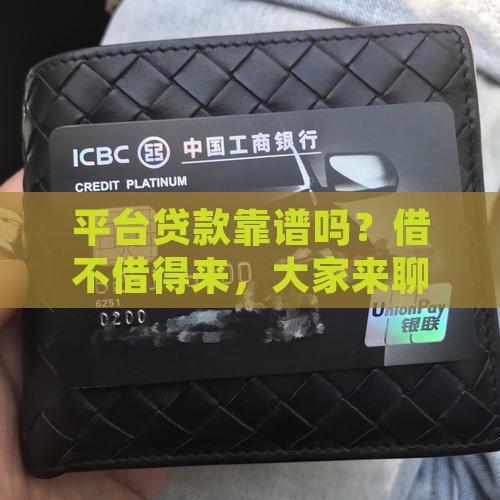 ICBC 中国工商银行
CREDIT PLATINUM
平台贷款靠谱吗？借
不借得来，大家来聊
6251
0200
UnionPay
银联